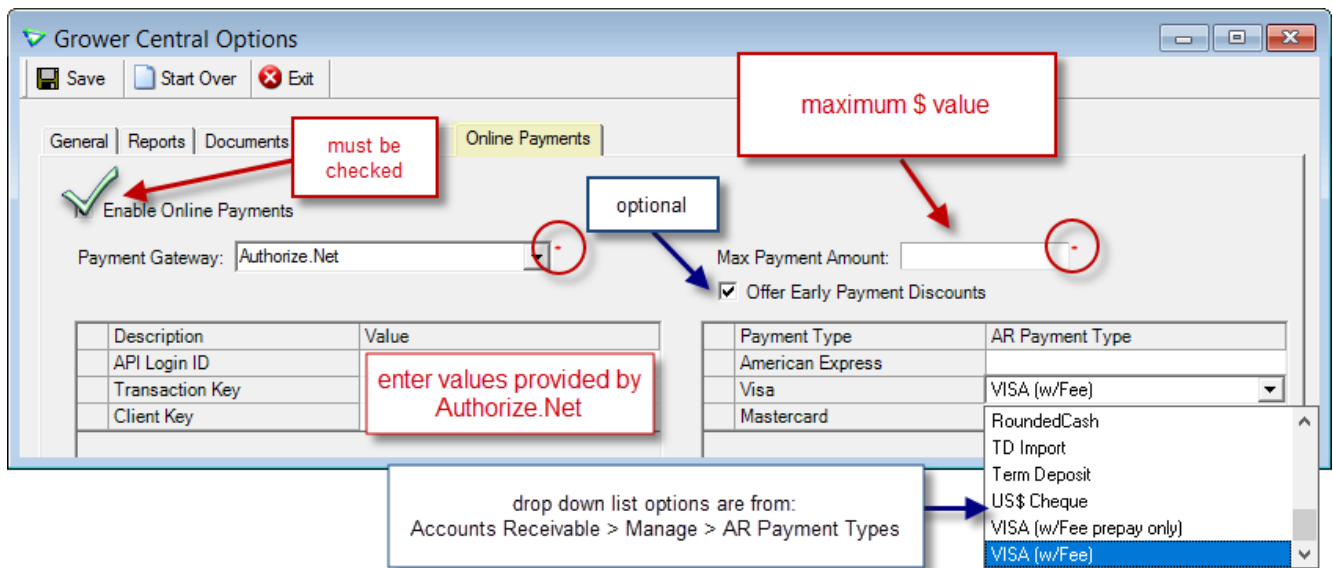 Grower Central Options
Save Start Over Exit
maximum $ value
General Reports Documents Online Payments
must be
checked
Enable Online Payments
optional
Payment Gateway: Authorize.Net
Max Payment Amount:
Offer Early Payment Discounts
Description Value
API Login ID
Transaction Key
Client Key
enter values provided by
Authorize.Net
Payment Type AR Payment Type
American Express
Visa VISA (w/Fee)
Mastercard
RoundedCash
TD Import
Term Deposit
US$ Cheque
VISA (w/Fee prepay only)
VISA (w/Fee)
drop down list options are from:
Accounts Receivable > Manage > AR Payment Types